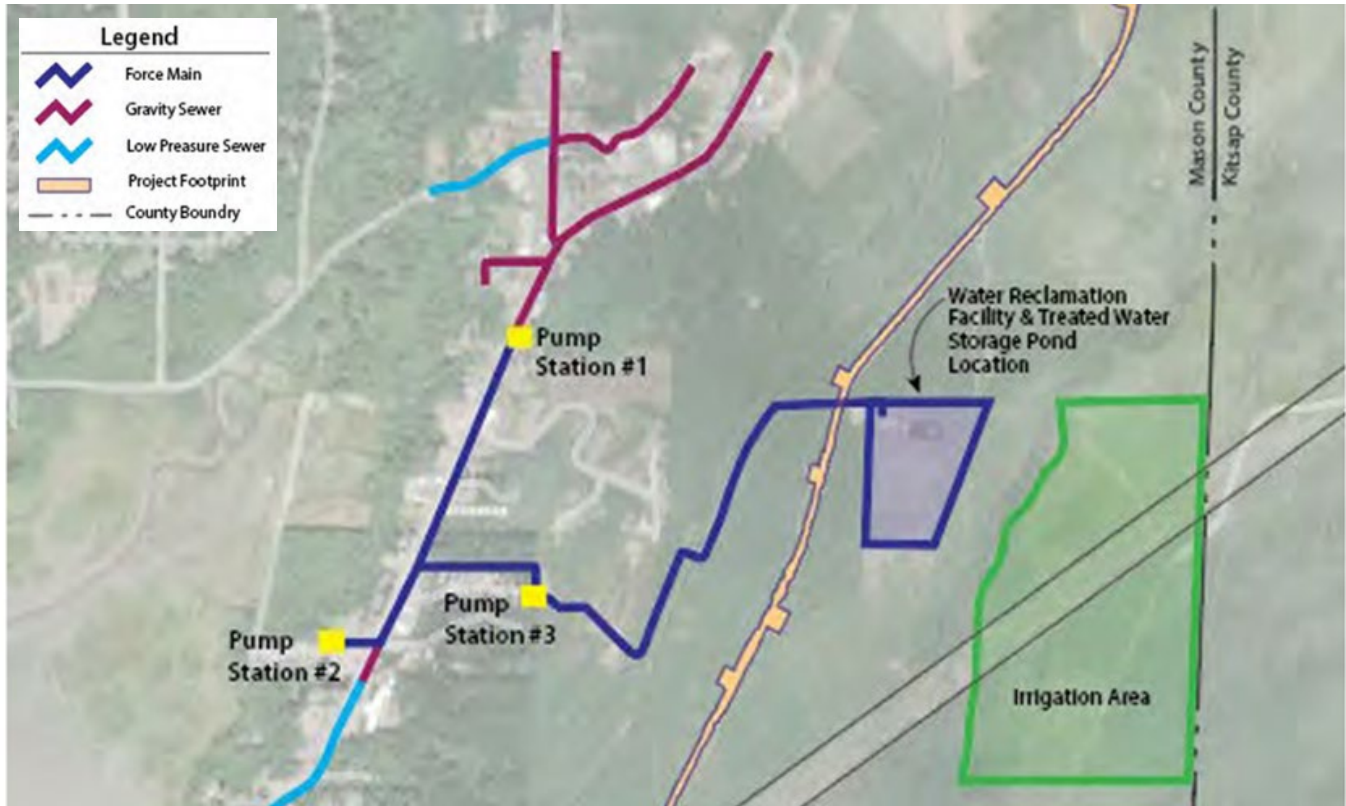 Legend
Force Main
Gravity Sewer
Low Preasure Sewer
Project Footprint
County Boundry
Mason County
Kitsap County
Pump
Station #1
Water Reclamation
Facility & Treated Water
Storage Pond
Location
Pump
Station #3
Pump
Station #2
Irrigation Area